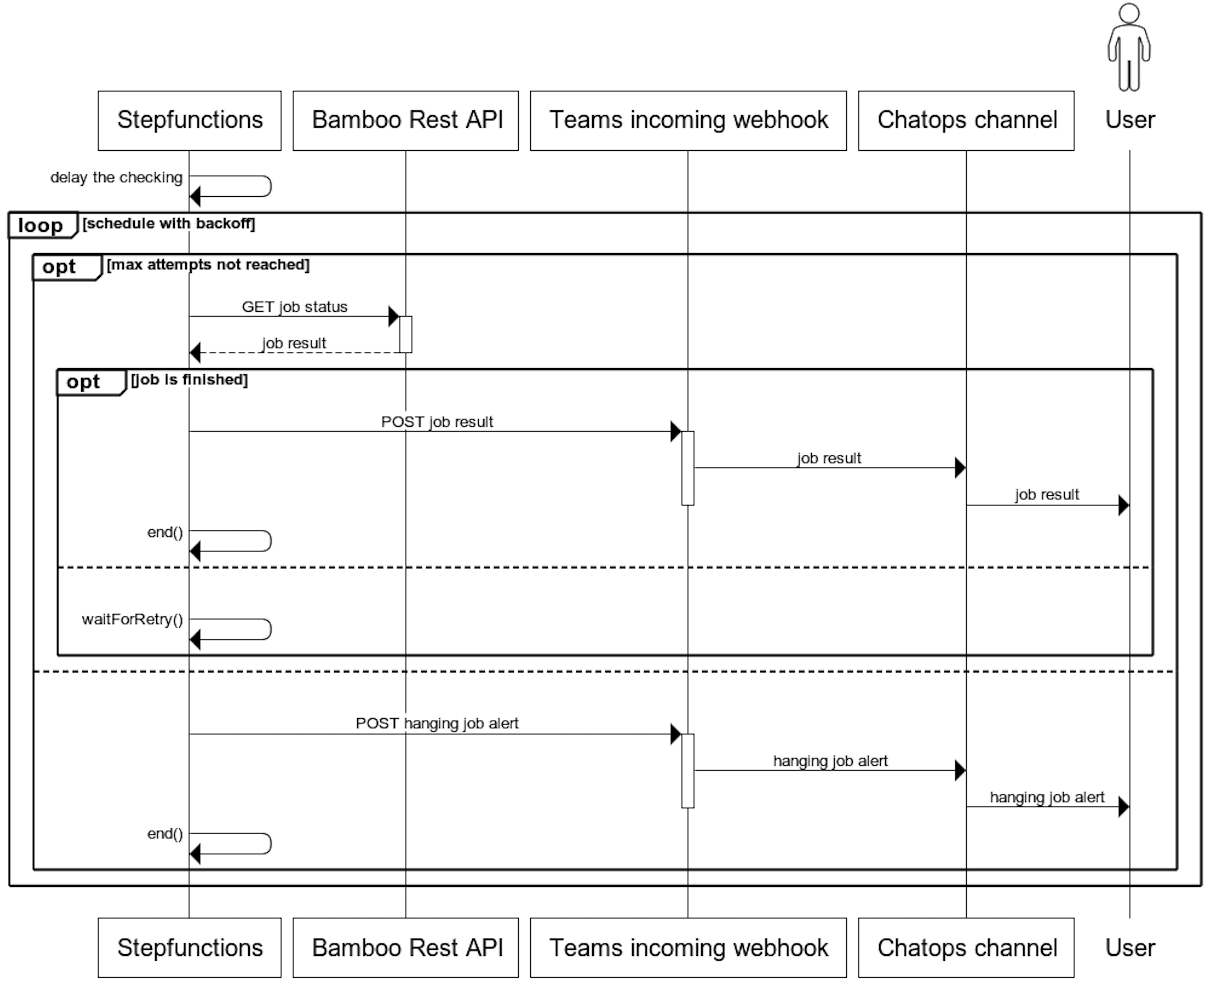 Stepfunctions
Bamboo Rest API
Teams incoming webhook
Chatops channel
User
delay the checking
loop [schedule with backoff]
opt [max attempts not reached]
GET job status
job result
opt [job is finished]
POST job result
job result
job result
end()
waitForRetry()
POST hanging job alert
hanging job alert
hanging job alert
end()
Stepfunctions
Bamboo Rest API
Teams incoming webhook
Chatops channel
User